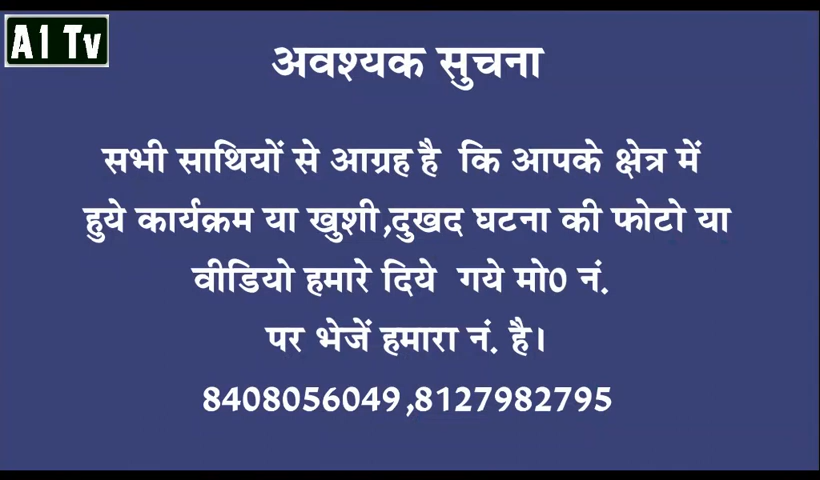 A1 Tv
अवश्यक सुचना
सभी साथियों से आग्रह है कि आपके क्षेत्र में
हुये कार्यक्रम या खुशी,दुखद घटना की फोटो या
वीडियो हमारे दिये गये मो0 नं.
पर भेजें हमारा नं. है।
8408056049,8127982795